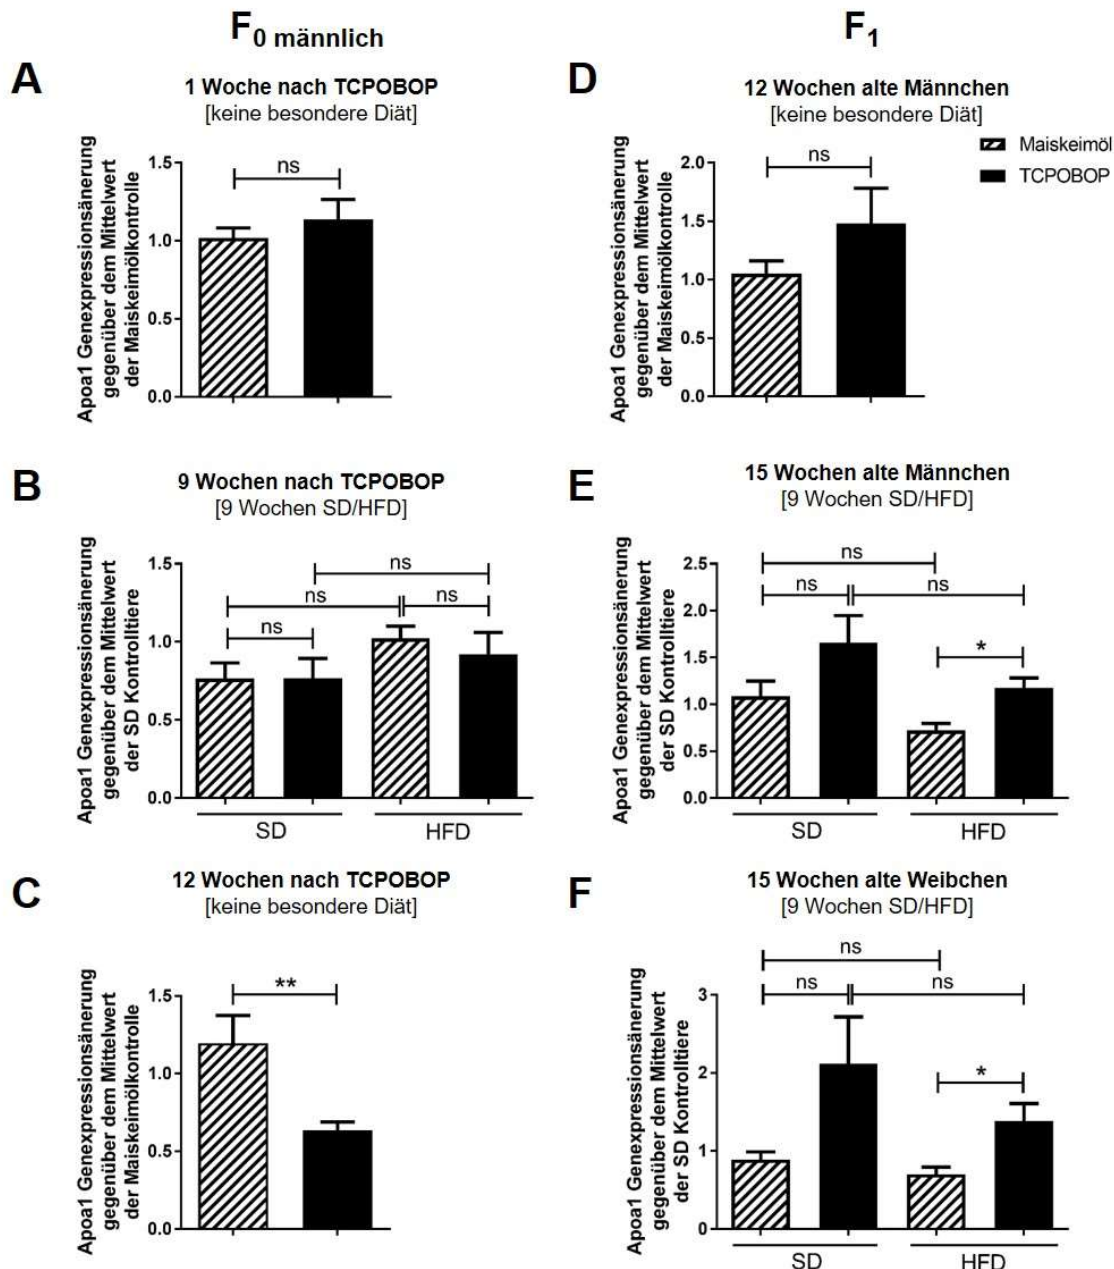 F0 männlich
A
1 Woche nach TCPOBOP
[keine besondere Diät]
Apoa1 Genexpressionsänerung
gegenüber dem Mittelwert
der Maiskeimölkontrolle
1.5
1.0
0.5
0.0
ns
B
9 Wochen nach TCPOBOP
[9 Wochen SD/HFD]
Apoa1 Genexpressionsänerung
gegenüber dem Mittelwert
der SD Kontrolltiere
1.5
1.0
0.5
0.0
ns
ns
ns
ns
SD
HFD
C
12 Wochen nach TCPOBOP
[keine besondere Diät]
Apoa1 Genexpressionsänerung
gegenüber dem Mittelwert
der Maiskeimölkontrolle
1.5
1.0
0.5
0.0
**
F1
D
12 Wochen alte Männchen
[keine besondere Diät]
Maiskeimöl
TCPOBOP
Apoa1 Genexpressionsänerung
gegenüber dem Mittelwert
der Maiskeimölkontrolle
2.0
1.5
1.0
0.5
0.0
ns
E
15 Wochen alte Männchen
[9 Wochen SD/HFD]
Apoa1 Genexpressionsänerung
gegenüber dem Mittelwert
der SD Kontrolltiere
2.5
2.0
1.5
1.0
0.5
0.0
ns
ns
ns
*
SD
HFD
F
15 Wochen alte Weibchen
[9 Wochen SD/HFD]
Apoa1 Genexpressionsänerung
gegenüber dem Mittelwert
der SD Kontrolltiere
3
2
1
0
ns
ns
ns
*
SD
HFD